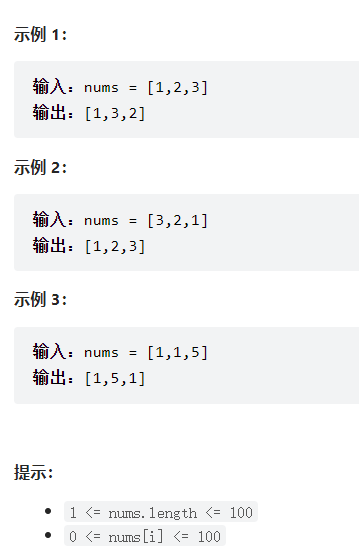 示例 1：
输入：nums = [1,2,3]
输出：[1,3,2]
示例 2：
输入：nums = [3,2,1]
输出：[1,2,3]
示例 3：
输入：nums = [1,1,5]
输出：[1,5,1]
提示：
• 1 <= nums.length <= 100
• 0 <= nums[i] <= 100